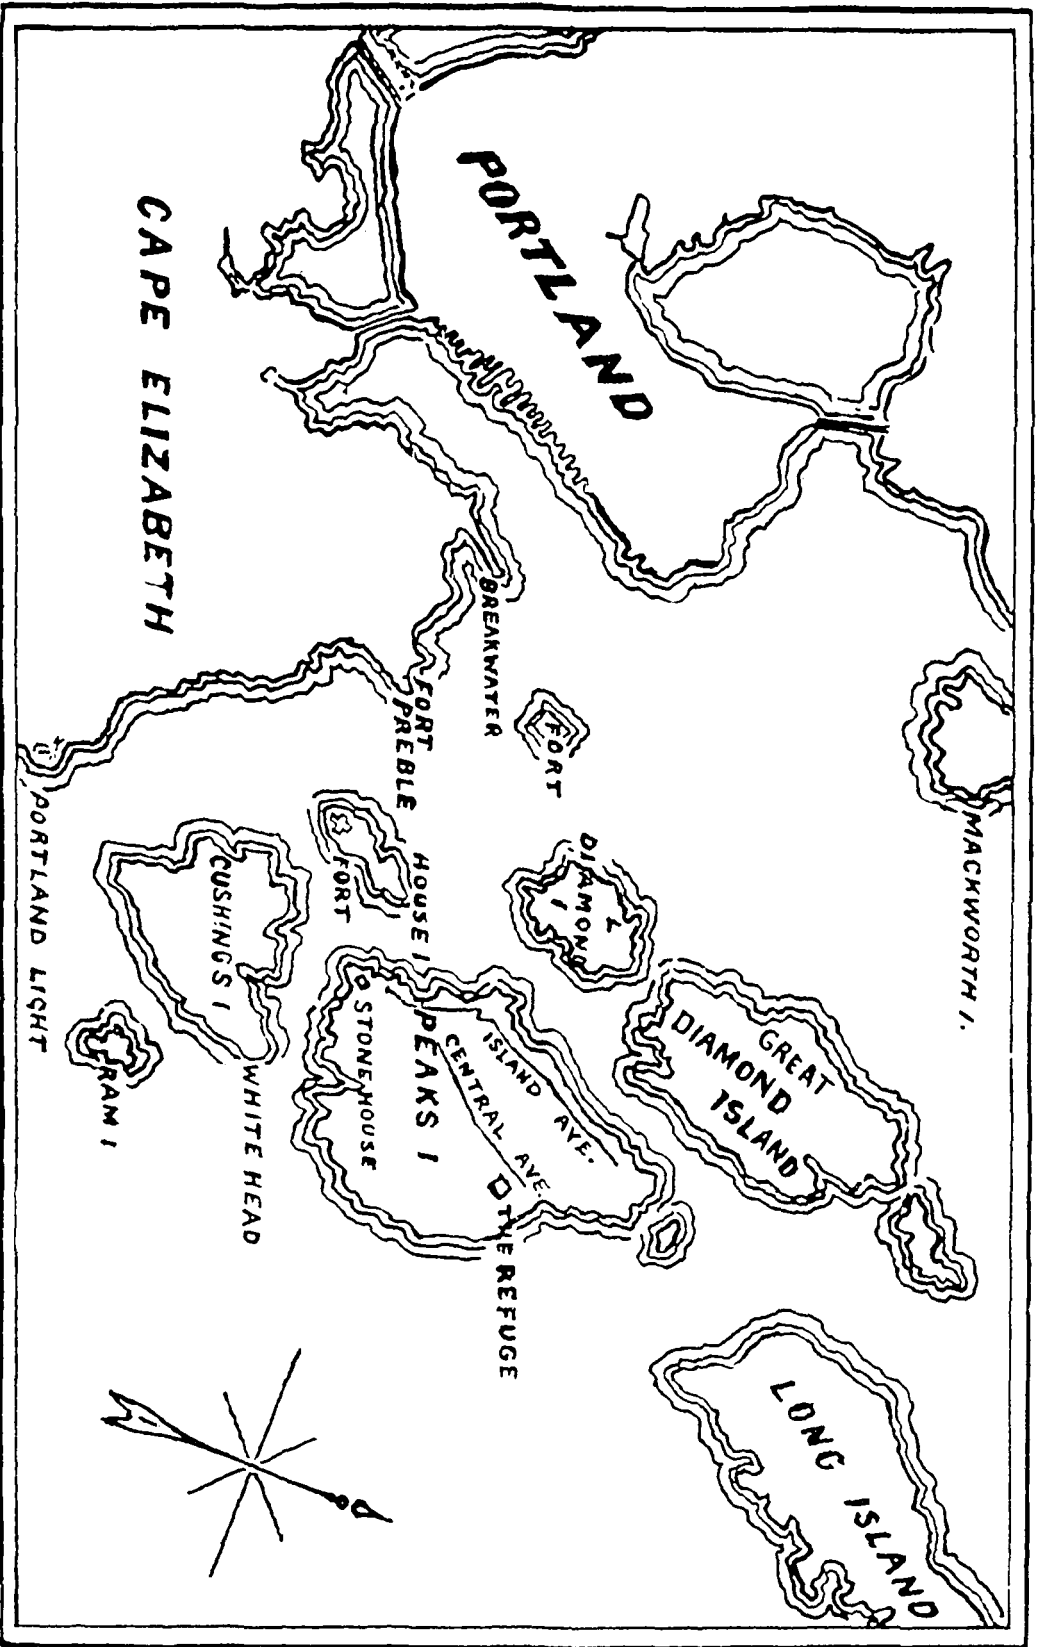 MACKWORTH I.
PORTLAND
LONG ISLAND
GREAT
DIAMOND
ISLAND
L
DIAMOND
I
FORT
BREAKWATER
ISLAND AVE.
CENTRAL AVE.
THE REFUGE
FORT
PREBLE
HOUSE I
PEAKS I
STONE HOUSE
FORT
CAPE ELIZABETH
CUSHINGS I
WHITE HEAD
RAM I
PORTLAND LIGHT